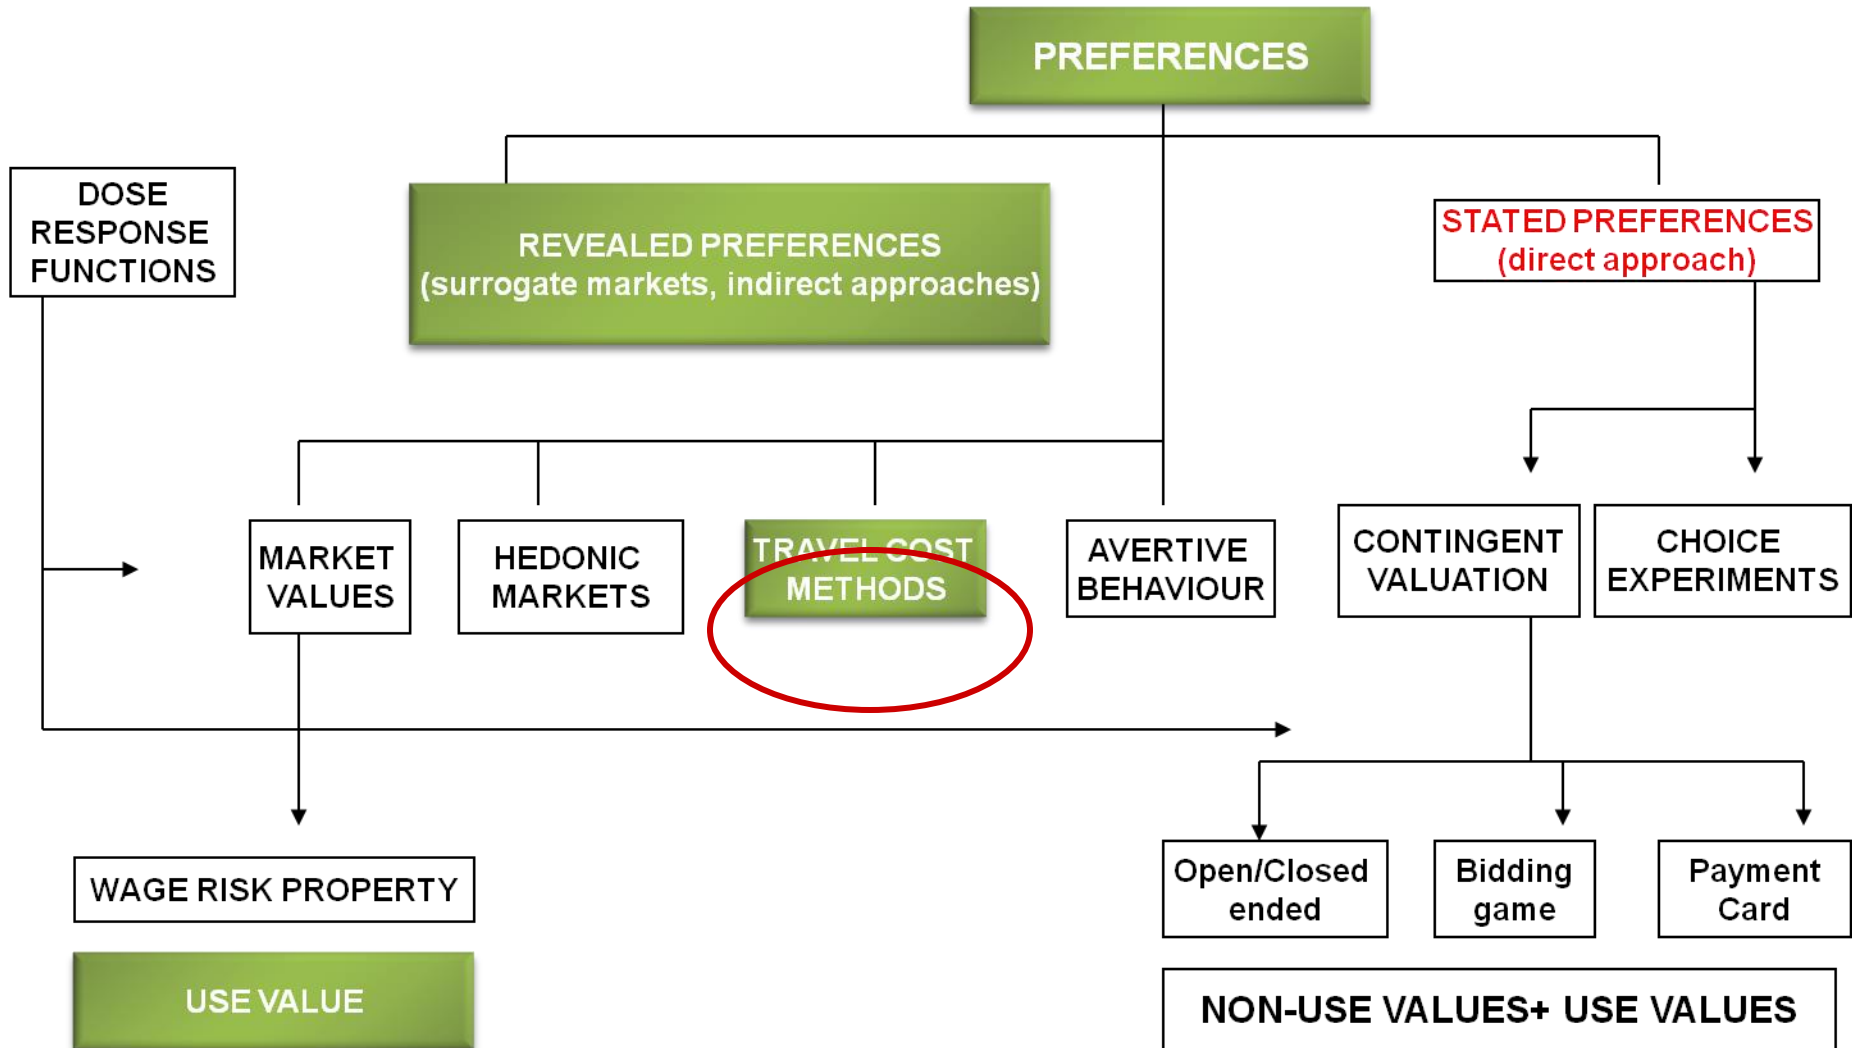 PREFERENCES
DOSE
RESPONSE
FUNCTIONS
REVEALED PREFERENCES
(surrogate markets, indirect approaches)
STATED PREFERENCES
(direct approach)
MARKET
VALUES
HEDONIC
MARKETS
TRAVEL COST
METHODS
AVERTIVE
BEHAVIOUR
CONTINGENT
VALUATION
CHOICE
EXPERIMENTS
WAGE RISK PROPERTY
Open/Closed
ended
Bidding
game
Payment
Card
USE VALUE
NON-USE VALUES+ USE VALUES